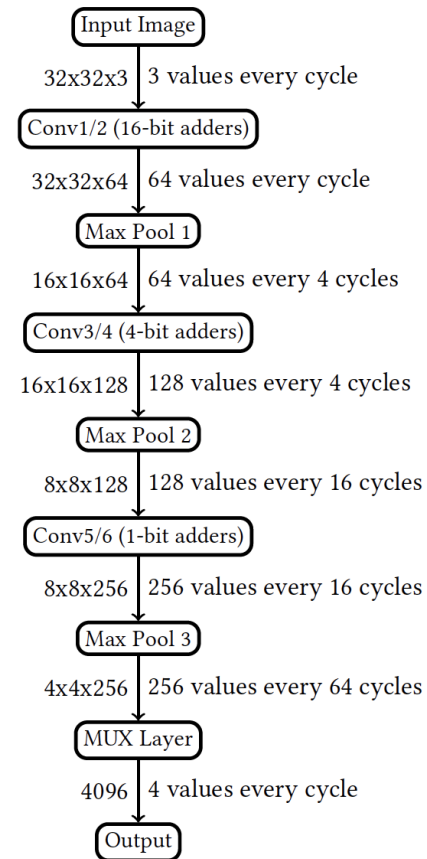 Input Image
32x32x3 3 values every cycle
Conv1/2 (16-bit adders)
32x32x64 64 values every cycle
Max Pool 1
16x16x64 64 values every 4 cycles
Conv3/4 (4-bit adders)
16x16x128 128 values every 4 cycles
Max Pool 2
8x8x128 128 values every 16 cycles
Conv5/6 (1-bit adders)
8x8x256 256 values every 16 cycles
Max Pool 3
4x4x256 256 values every 64 cycles
MUX Layer
4096 4 values every cycle
Output